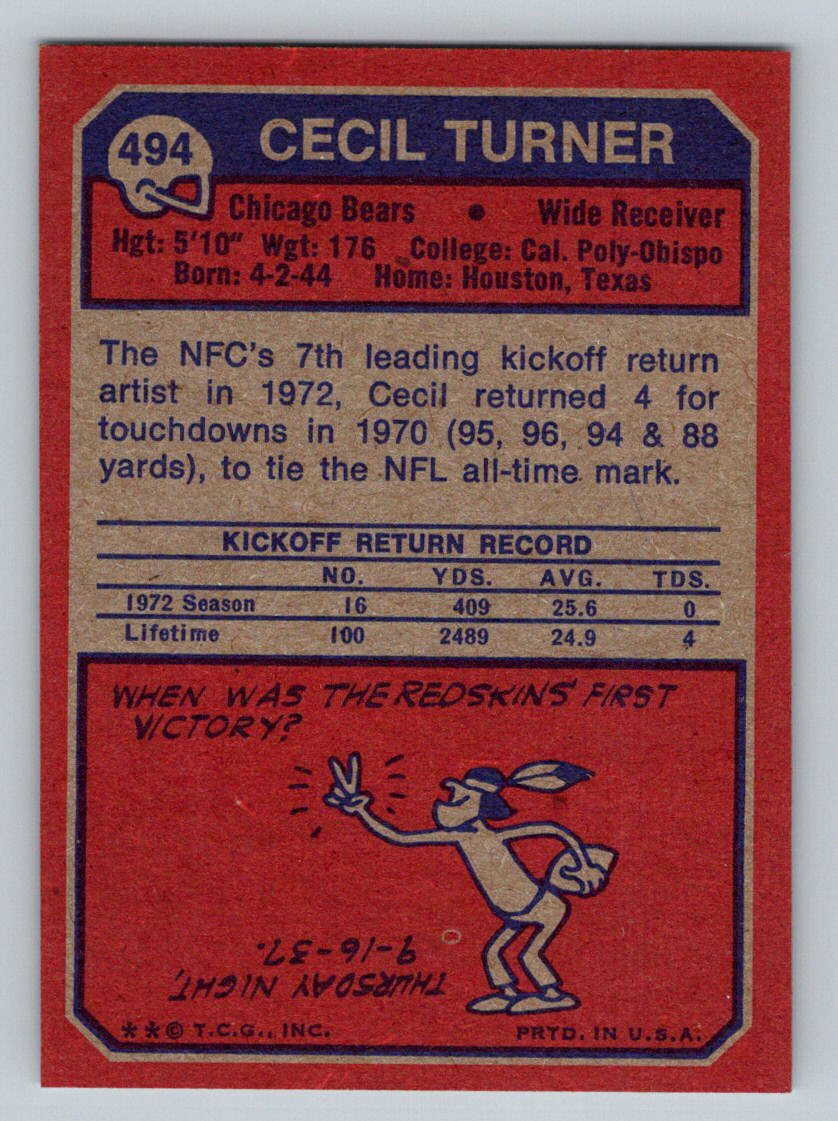 494
CECIL TURNER
Chicago Bears • Wide Receiver
Hgt: 5'10" Wgt: 176 College: Cal. Poly-Obispo
Born: 4-2-44 Home: Houston, Texas
The NFC's 7th leading kickoff return
artist in 1972, Cecil returned 4 for
touchdowns in 1970 (95, 96, 94 & 88
yards), to tie the NFL all-time mark.
KICKOFF RETURN RECORD
NO. YDS. AVG. TDS.
1972 Season 16 409 25.6 0
Lifetime 100 2489 24.9 4
WHEN WAS THE REDSKINS' FIRST
VICTORY?
THURSDAY NIGHT,
9-16-37.
**© T.C.G., INC. PRTD. IN U.S.A.